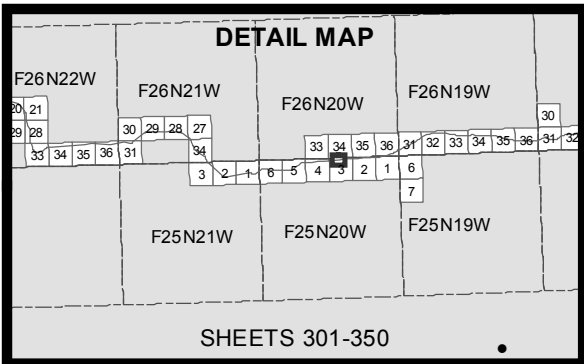 DETAIL MAP
F26N22W
F26N21W
F26N20W
F26N19W
20 21
29 28
33 34 35 36 31
30 29 28 27
34
3 2 1 6 5 4 3 2 1 6
33 34 35 36 31 32 33 34 35 36 31 32
30
7
F25N21W
F25N20W
F25N19W
SHEETS 301-350